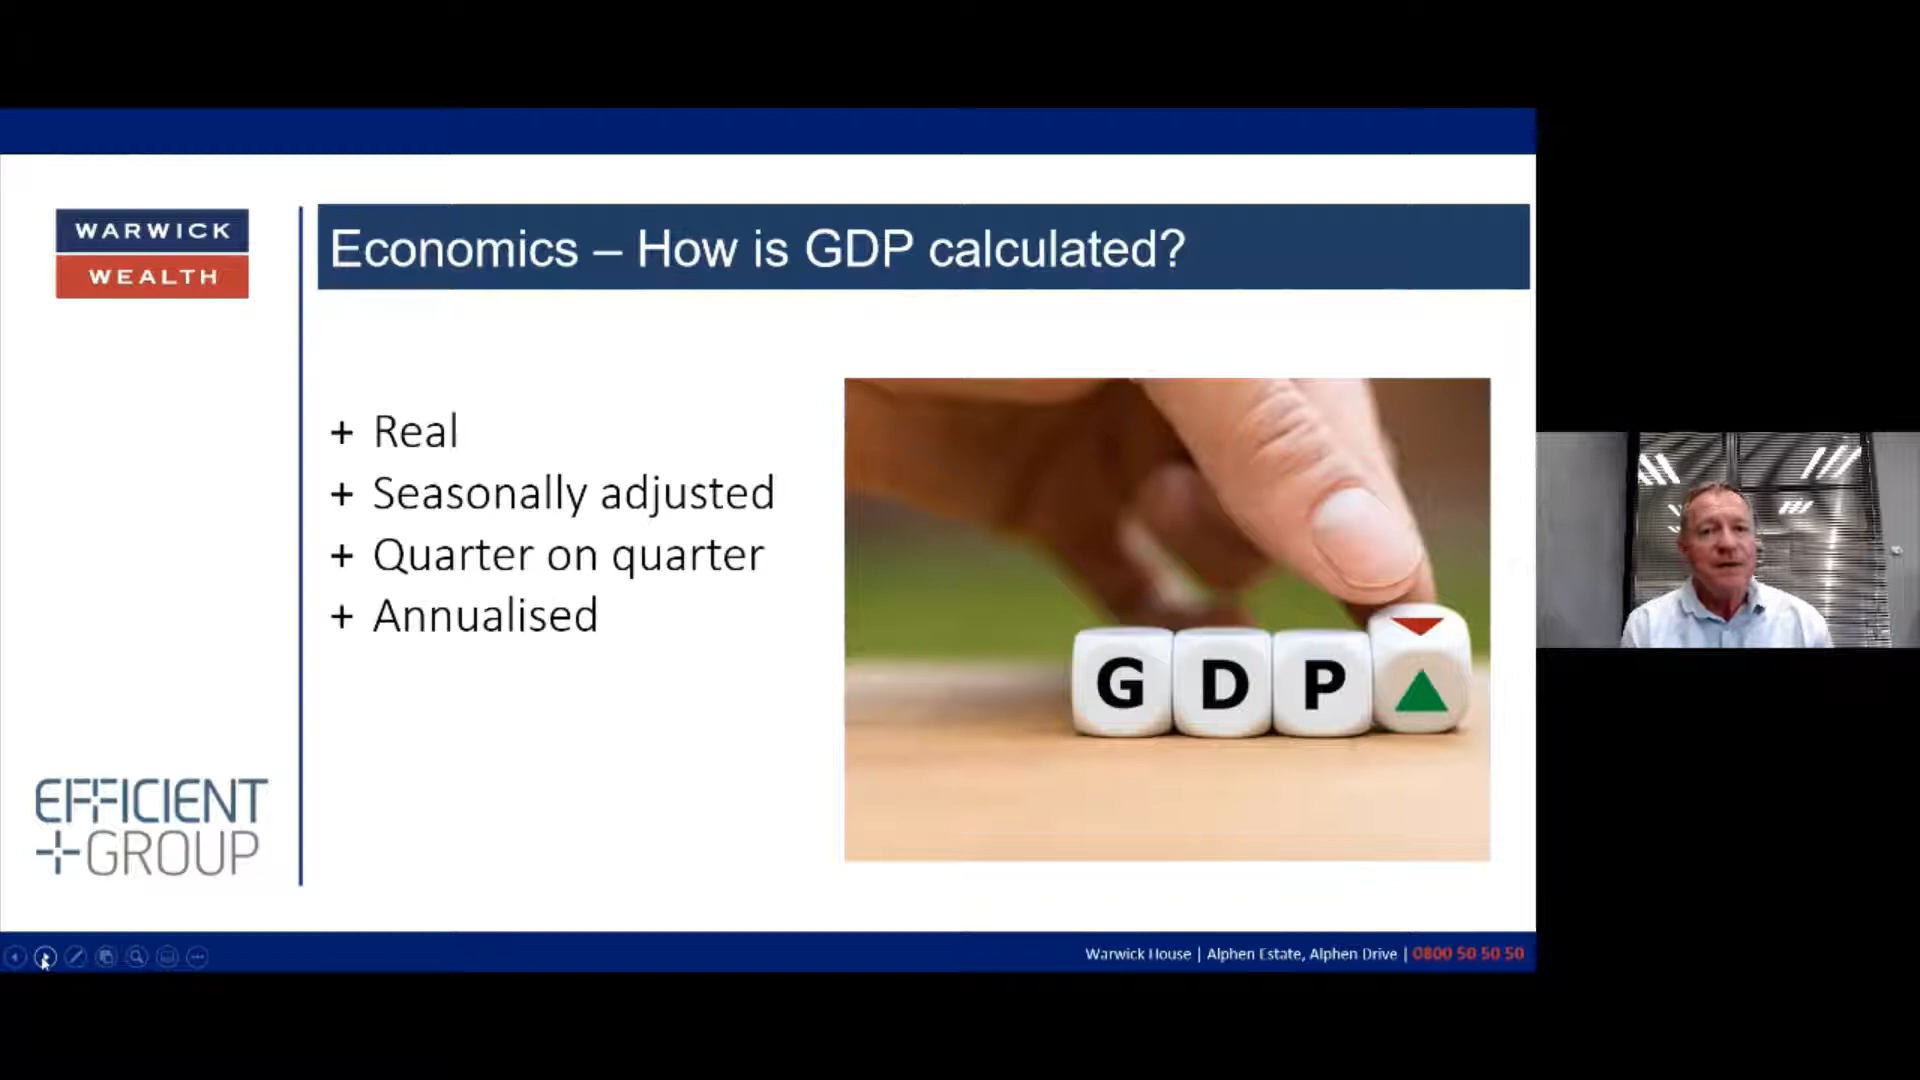 WARWICK
WEALTH
Economics – How is GDP calculated?
+ Real
+ Seasonally adjusted
+ Quarter on quarter
+ Annualised
G D P
EFFICIENT
GROUP
Warwick House | Alphen Estate, Alphen Drive | 0800 50 50 50